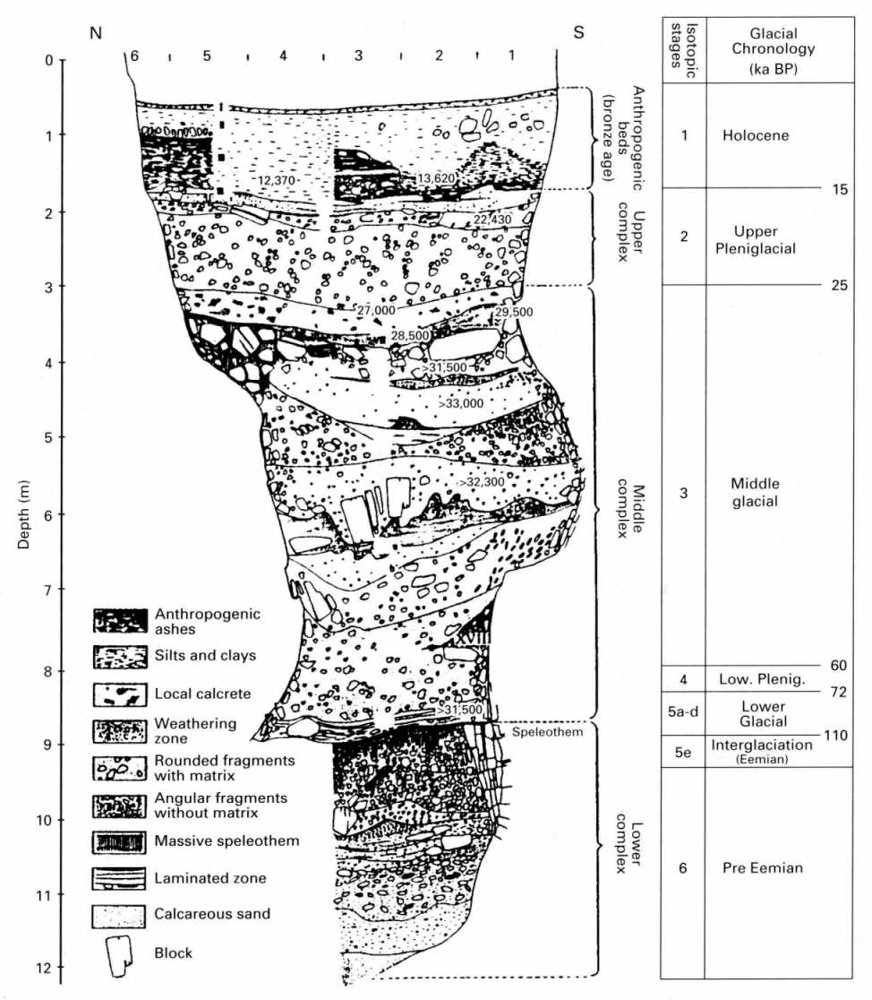 N
S
6 5 4 3 2 1
0
1
2
3
4
5
6
7
8
9
10
11
12
Depth (m)
12,370
13,620
22,430
27,000
29,500
28,500
>31,500
>33,000
>32,300
XVIII
>31,500
Speleothem
Anthropogenic
beds
(bronze age)
Upper
complex
Middle
complex
Lower
complex
Anthropogenic
ashes
Silts and clays
Local calcrete
Weathering
zone
Rounded fragments
with matrix
Angular fragments
without matrix
Massive speleothem
Laminated zone
Calcareous sand
Block
Isotopic
stages
Glacial
Chronology
(ka BP)
1 Holocene
15
2 Upper
Pleniglacial
25
3 Middle
glacial
60
4 Low. Plenig.
72
5a-d Lower
Glacial
110
5e Interglaciation
(Eemian)
6 Pre Eemian